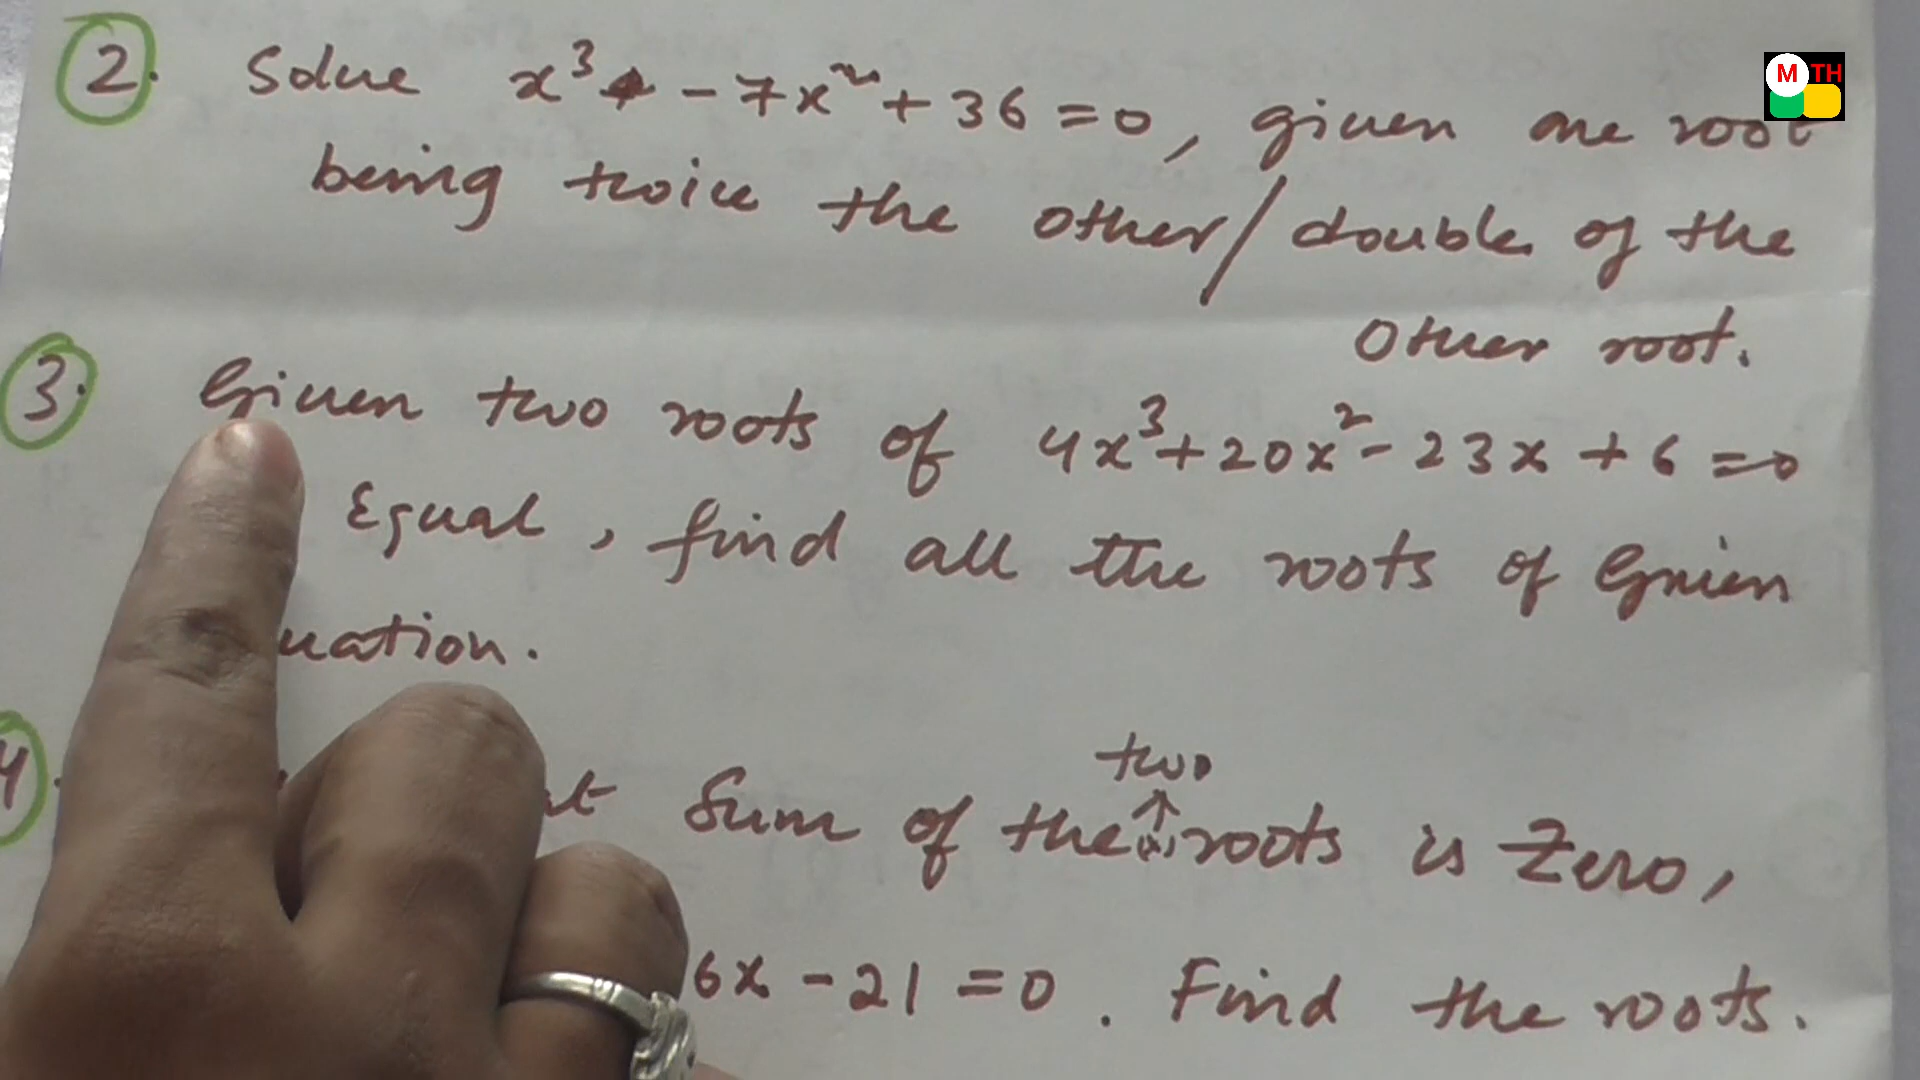 2. Solve x³ - 7x² + 36 = 0, given one root
being twice the other/double of the
other root.
3. Given two roots of 4x³+20x²-23x+6=0
Equal, find all the roots of Given
uation.
4. at Sum of the two roots is Zero,
6x - 21 = 0. Find the roots.
M TH